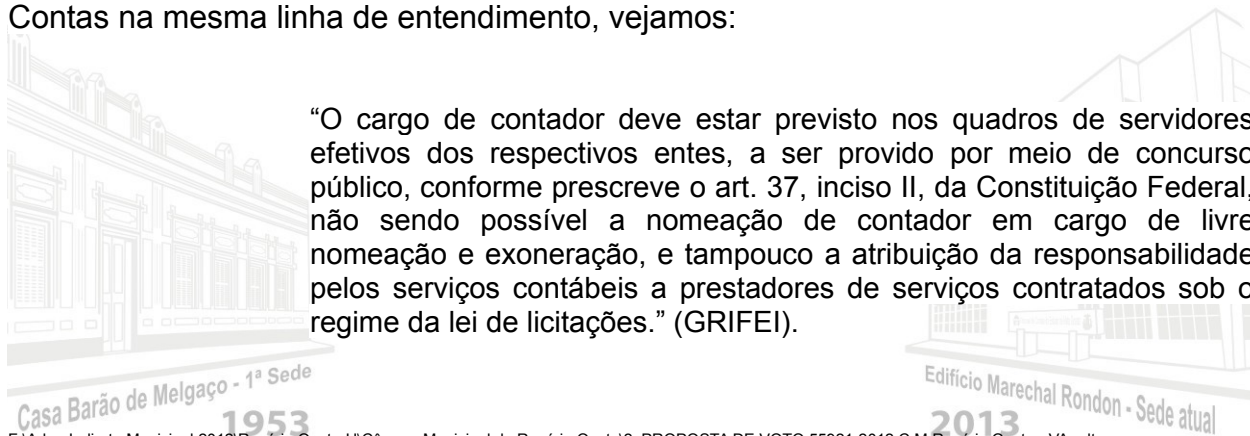 Contas na mesma linha de entendimento, vejamos:
“O cargo de contador deve estar previsto nos quadros de servidores
efetivos dos respectivos entes, a ser provido por meio de concurso
público, conforme prescreve o art. 37, inciso II, da Constituição Federal,
não sendo possível a nomeação de contador em cargo de livre
nomeação e exoneração, e tampouco a atribuição da responsabilidade
pelos serviços contábeis a prestadores de serviços contratados sob o
regime da lei de licitações.” (GRIFEI).
Casa Barão de Melgaço - 1ª Sede
1953
Edifício Marechal Rondon - Sede atual
2013